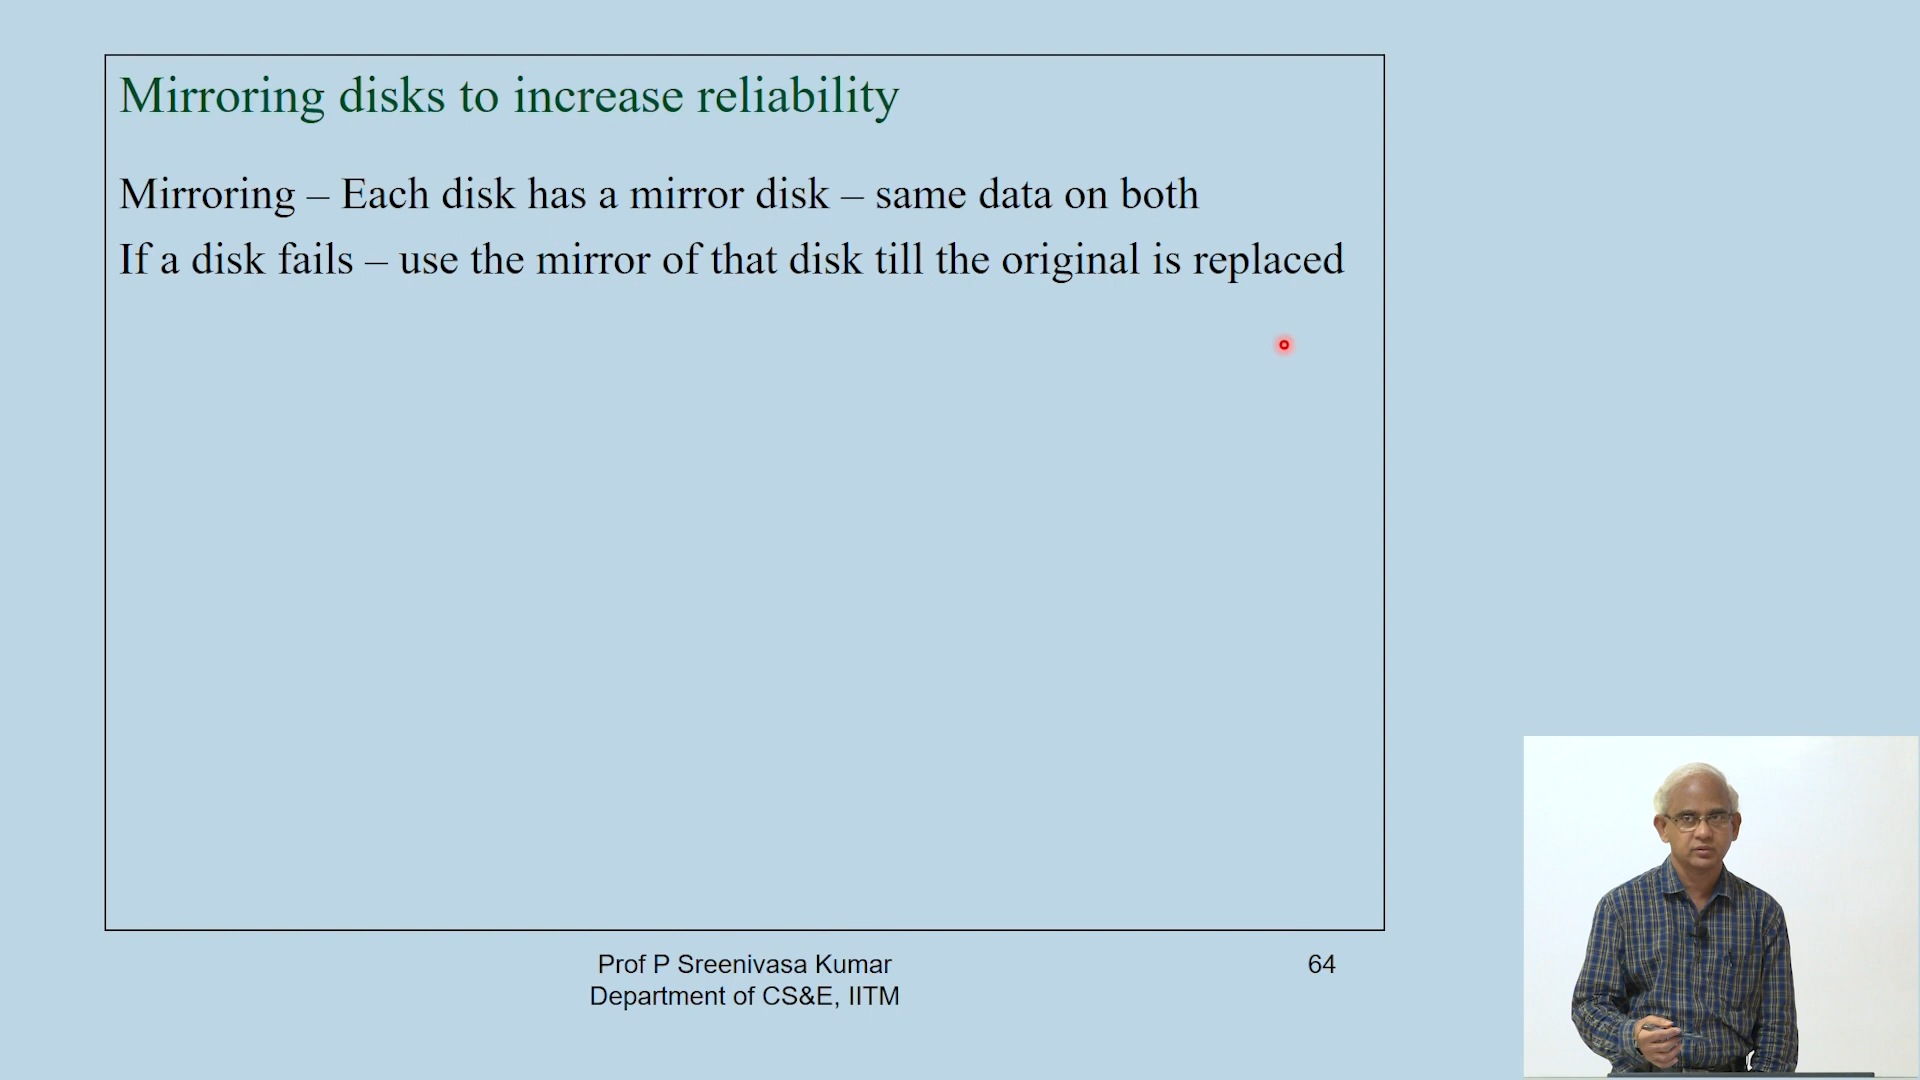 Mirroring disks to increase reliability
Mirroring – Each disk has a mirror disk – same data on both
If a disk fails – use the mirror of that disk till the original is replaced
Prof P Sreenivasa Kumar
Department of CS&E, IITM
64